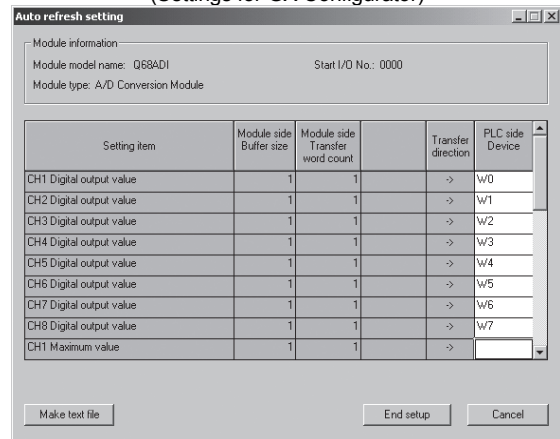 (Settings for GX Configurator)
Auto refresh setting
Module information
Module model name: Q68ADI
Start I/O No.: 0000
Module type: A/D Conversion Module
Setting item
Module side Buffer size
Module side Transfer word count
Transfer direction
PLC side Device
CH1 Digital output value 1 1 -> W0
CH2 Digital output value 1 1 -> W1
CH3 Digital output value 1 1 -> W2
CH4 Digital output value 1 1 -> W3
CH5 Digital output value 1 1 -> W4
CH6 Digital output value 1 1 -> W5
CH7 Digital output value 1 1 -> W6
CH8 Digital output value 1 1 -> W7
CH1 Maximum value 1 1 ->
Make text file
End setup
Cancel